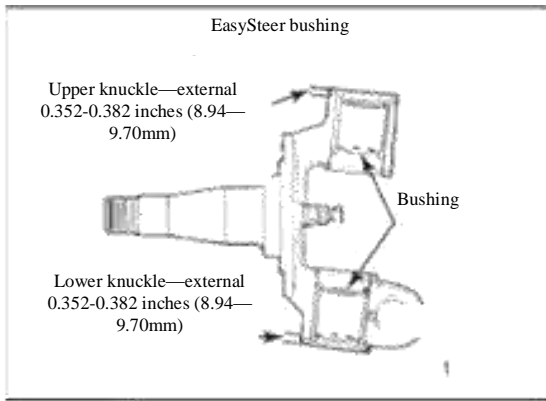 EasySteer bushing
Upper knuckle—external
0.352-0.382 inches (8.94—
9.70mm)
Bushing
Lower knuckle—external
0.352-0.382 inches (8.94—
9.70mm)
1